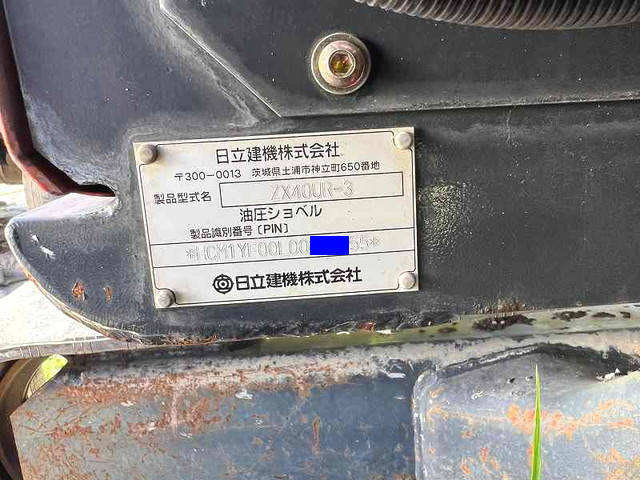 日立建機株式会社
〒300-0013 茨城県土浦市神立町650番地
製品型式名 ZX40UR-3
油圧ショベル
製品識別番号〔PIN〕
*HCM1YF00L00 55*
日立建機株式会社